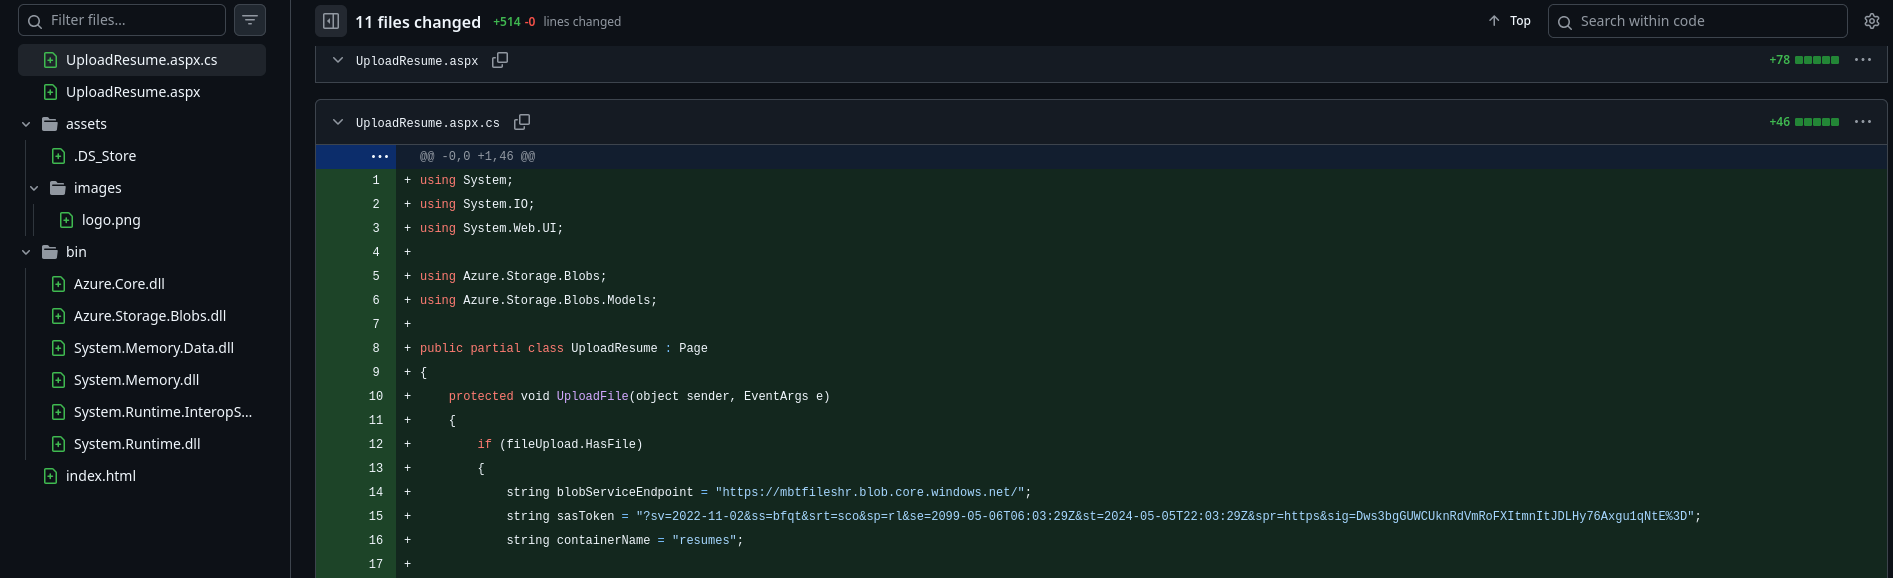 Filter files...
UploadResume.aspx.cs
UploadResume.aspx
assets
.DS_Store
images
logo.png
bin
Azure.Core.dll
Azure.Storage.Blobs.dll
System.Memory.Data.dll
System.Memory.dll
System.Runtime.InteropS...
System.Runtime.dll
index.html
11 files changed +514 -0 lines changed
Top
Search within code
UploadResume.aspx
+78
UploadResume.aspx.cs
+46
@@ -0,0 +1,46 @@
1 + using System;
2 + using System.IO;
3 + using System.Web.UI;
4 +
5 + using Azure.Storage.Blobs;
6 + using Azure.Storage.Blobs.Models;
7 +
8 + public partial class UploadResume : Page
9 + {
10 + protected void UploadFile(object sender, EventArgs e)
11 + {
12 + if (fileUpload.HasFile)
13 + {
14 + string blobServiceEndpoint = "https://mbtfileshr.blob.core.windows.net/";
15 + string sasToken = "?sv=2022-11-02&ss=bfqt&srt=sco&sp=rl&se=2099-05-06T06:03:29Z&st=2024-05-05T22:03:29Z&spr=https&sig=Dws3bgGUWCUknRdVmRoFXItmnItJDLHy76Axgu1qNtE%3D";
16 + string containerName = "resumes";
17 +